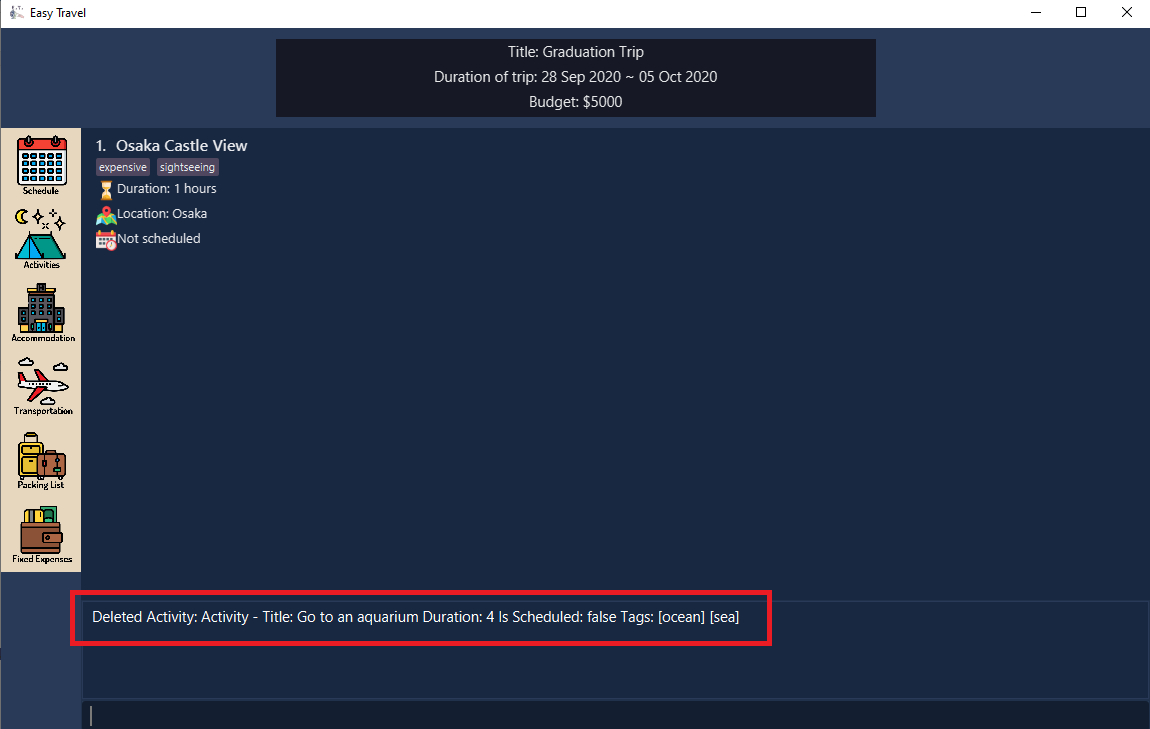 Easy Travel
Title: Graduation Trip
Duration of trip: 28 Sep 2020 ~ 05 Oct 2020
Budget: $5000
Schedule
Activities
Accommodation
Transportation
Packing List
Fixed Expenses
1. Osaka Castle View
expensive sightseeing
Duration: 1 hours
Location: Osaka
Not scheduled
Deleted Activity: Activity - Title: Go to an aquarium Duration: 4 Is Scheduled: false Tags: [ocean] [sea]